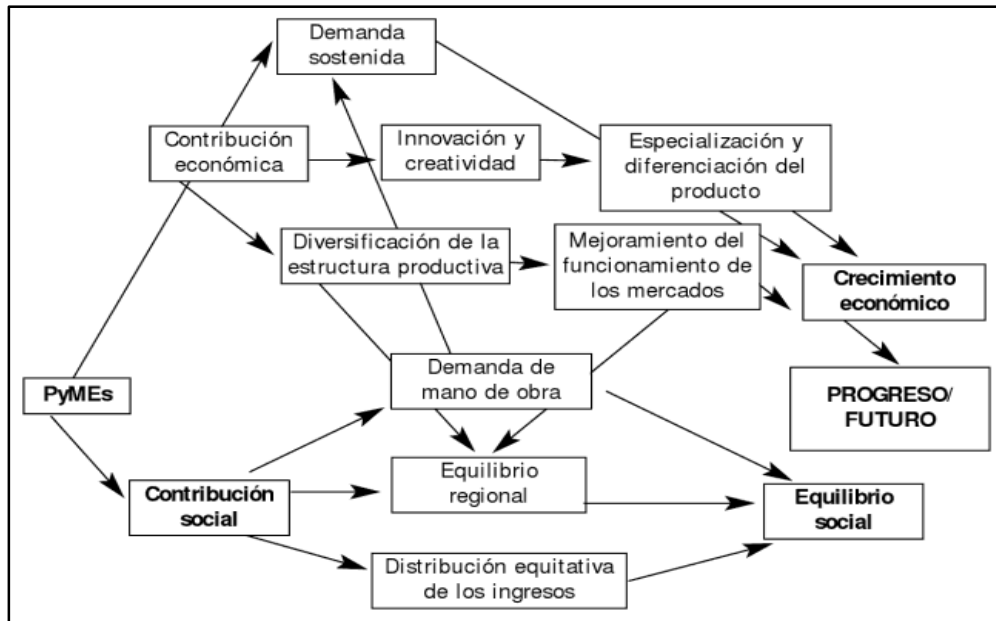 Demanda
sostenida
Contribución
económica
Innovación y
creatividad
Especialización y
diferenciación del
producto
Diversificación de la
estructura productiva
Mejoramiento del
funcionamiento de
los mercados
Crecimiento
económico
Demanda de
mano de obra
PyMEs
PROGRESO/
FUTURO
Contribución
social
Equilibrio
regional
Equilibrio
social
Distribución equitativa
de los ingresos